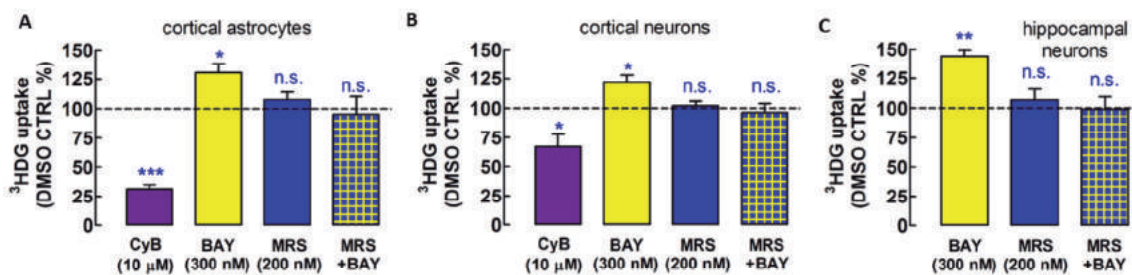 A
cortical astrocytes
³HDG uptake
(DMSO CTRL %)
150
125
100
75
50
25
0
***
*
n.s.
n.s.
CyB
(10 µM)
BAY
(300 nM)
MRS
(200 nM)
MRS
+BAY
B
cortical neurons
³HDG uptake
(DMSO CTRL %)
150
125
100
75
50
25
0
*
*
n.s.
n.s.
CyB
(10 µM)
BAY
(300 nM)
MRS
(200 nM)
MRS
+BAY
C
hippocampal
neurons
³HDG uptake
(DMSO CTRL %)
150
125
100
75
50
25
0
**
n.s.
n.s.
BAY
(300 nM)
MRS
(200 nM)
MRS
+BAY